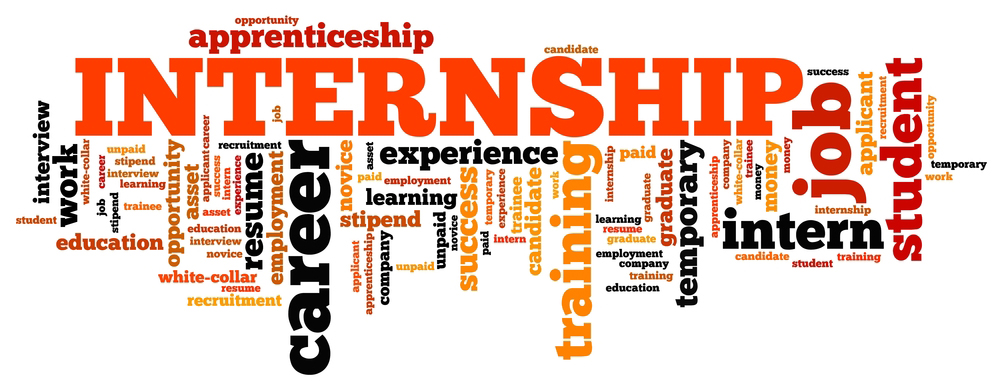 opportunity
apprenticeship
candidate
INTERNSHIP
success
job
applicant
recruitment
student
opportunity
temporary
work
interview
work
white-collar
career
unpaid
stipend
interview
learning
job
stipend
trainee
student
education
opportunity
asset
applicant
career
success
intern
experience
asset
education
interview
novice
white-collar
resume
recruitment
recruitment
resume
employment
job
career
novice
asset
paid
experience
employment
learning
stipend
applicant
apprenticeship
company
unpaid
unpaid
novice
success
paid
temporary
experience
intern
trainee
candidate
work
training
internship
paid
graduate
graduate
learning
resume
graduate
employment
company
training
education
temporary
apprenticeship
company
white-collar
trainee
money
money
money
intern
internship
candidate
student
training